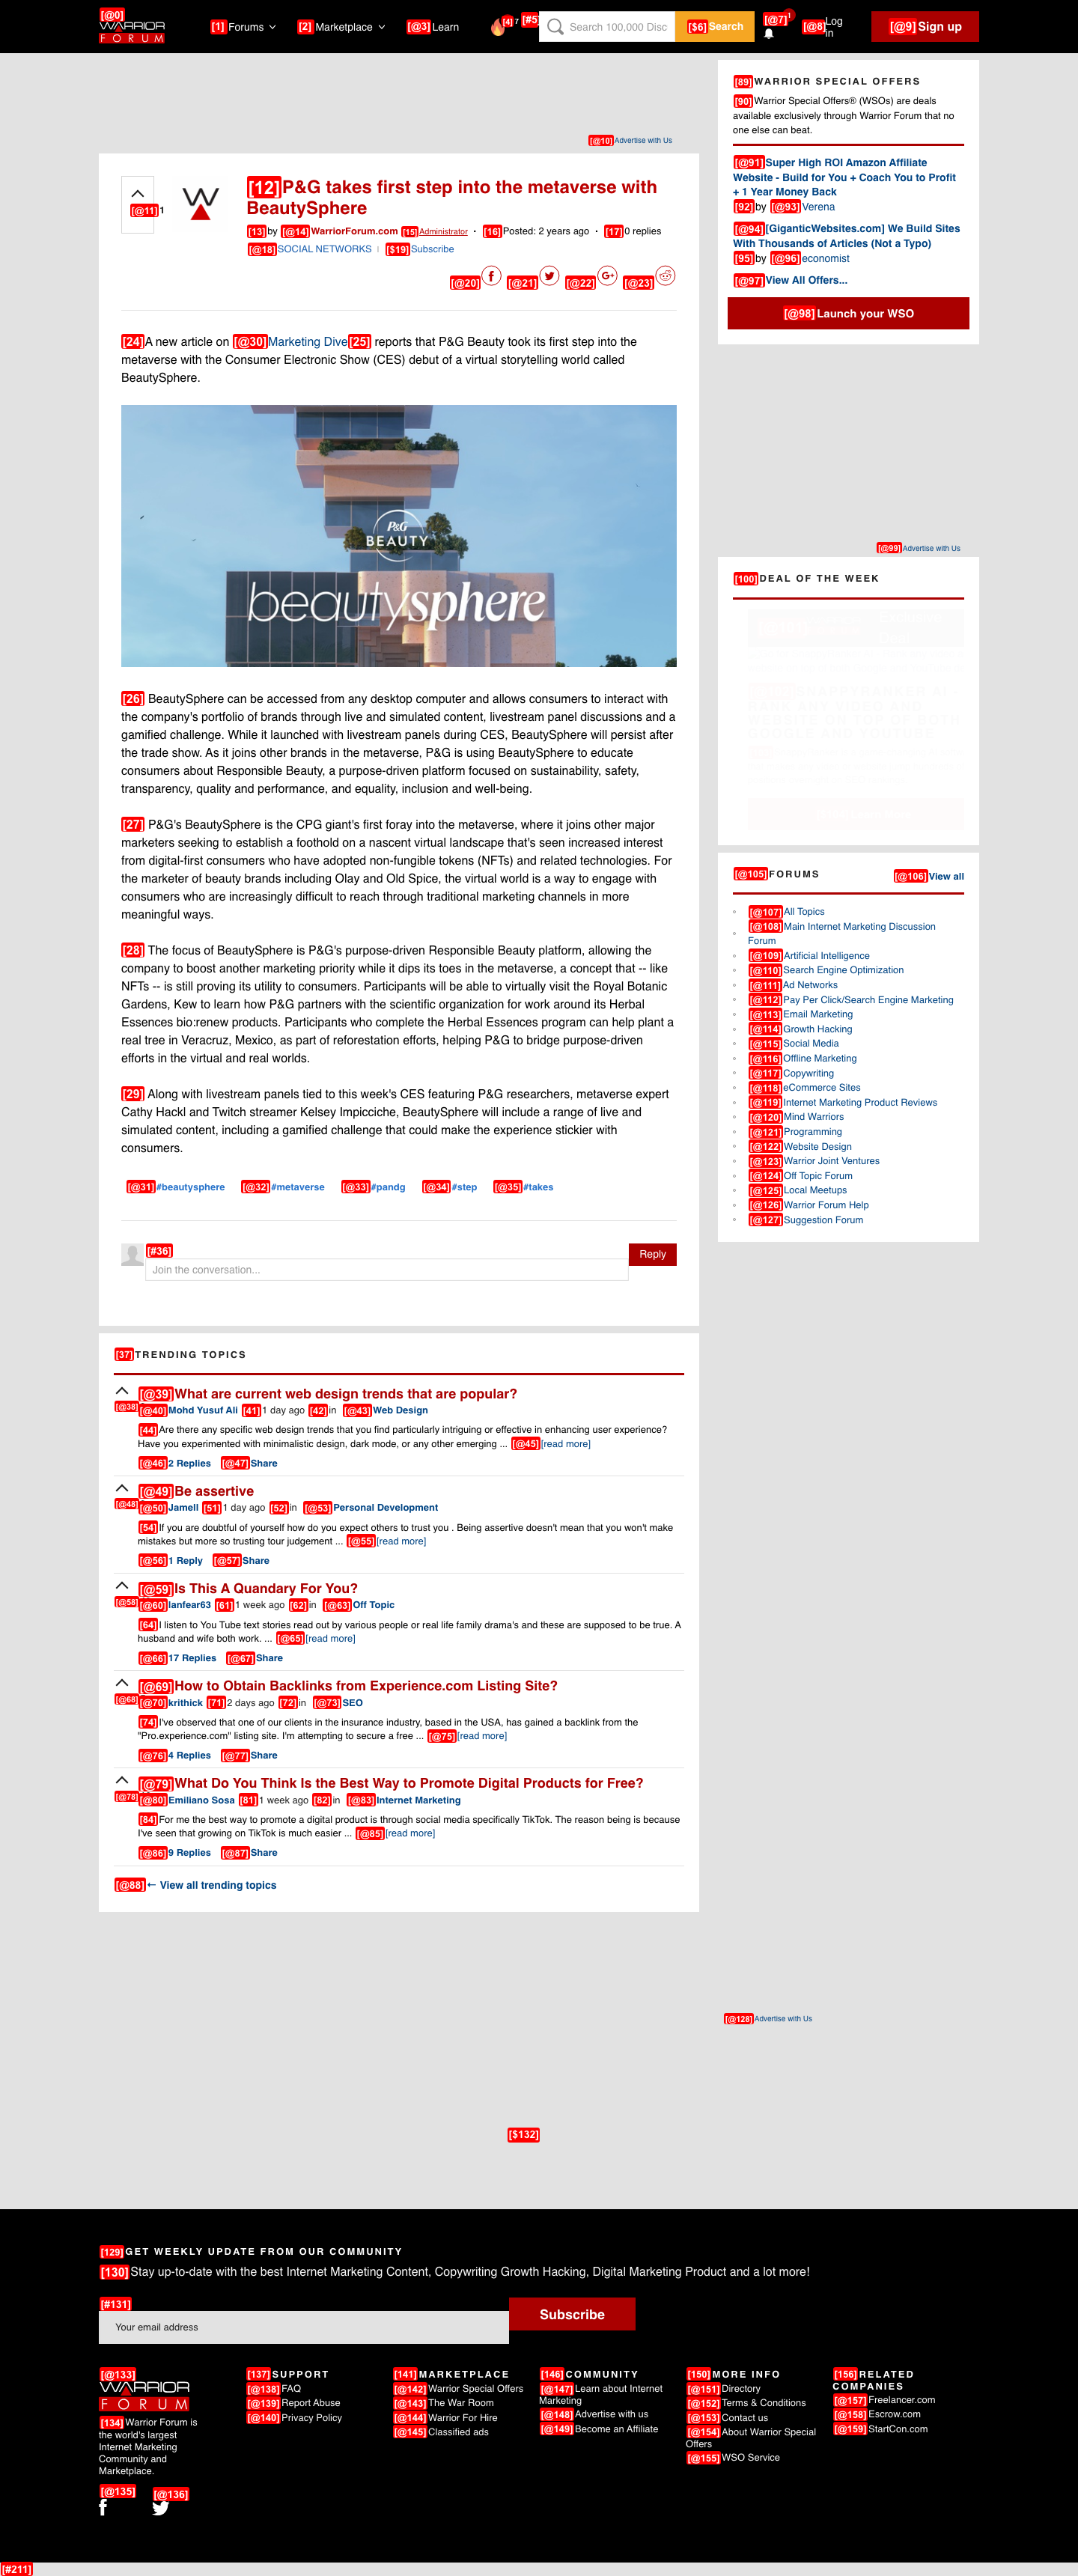 [@0]
WARRIOR
FORUM
[1] Forums [2] Marketplace [@3] Learn [4] 7 [#5] Search 100,000 Disc [$6] Search [@7] 1 [@8] Log in [@9] Sign up
[@10] Advertise with Us
[@11] 1
[12] P&G takes first step into the metaverse with
BeautySphere
[13] by [@14] WarriorForum.com [15] Administrator · [16] Posted: 2 years ago · [17] 0 replies
[@18] SOCIAL NETWORKS | [$19] Subscribe
[@20] [@21] [@22] [@23]
[24] A new article on [@30] Marketing Dive [25] reports that P&G Beauty took its first step into the
metaverse with the Consumer Electronic Show (CES) debut of a virtual storytelling world called
BeautySphere.
P&G
BEAUTY
beautysphere
[26] BeautySphere can be accessed from any desktop computer and allows consumers to interact with
the company's portfolio of brands through live and simulated content, livestream panel discussions and a
gamified challenge. While it launched with livestream panels during CES, BeautySphere will persist after
the trade show. As it joins other brands in the metaverse, P&G is using BeautySphere to educate
consumers about Responsible Beauty, a purpose-driven platform focused on sustainability, safety,
transparency, quality and performance, and equality, inclusion and well-being.
[27] P&G's BeautySphere is the CPG giant's first foray into the metaverse, where it joins other major
marketers seeking to establish a foothold on a nascent virtual landscape that's seen increased interest
from digital-first consumers who have adopted non-fungible tokens (NFTs) and related technologies. For
the marketer of beauty brands including Olay and Old Spice, the virtual world is a way to engage with
consumers who are increasingly difficult to reach through traditional marketing channels in more
meaningful ways.
[28] The focus of BeautySphere is P&G's purpose-driven Responsible Beauty platform, allowing the
company to boost another marketing priority while it dips its toes in the metaverse, a concept that -- like
NFTs -- is still proving its utility to consumers. Participants will be able to virtually visit the Royal Botanic
Gardens, Kew to learn how P&G partners with the scientific organization for work around its Herbal
Essences bio:renew products. Participants who complete the Herbal Essences program can help plant a
real tree in Veracruz, Mexico, as part of reforestation efforts, helping P&G to bridge purpose-driven
efforts in the virtual and real worlds.
[29] Along with livestream panels tied to this week's CES featuring P&G researchers, metaverse expert
Cathy Hackl and Twitch streamer Kelsey Impicciche, BeautySphere will include a range of live and
simulated content, including a gamified challenge that could make the experience stickier with
consumers.
[@31] #beautysphere [@32] #metaverse [@33] #pandg [@34] #step [@35] #takes
[#36]
Join the conversation...
Reply
[37] TRENDING TOPICS
[@38] [@39] What are current web design trends that are popular?
[@40] Mohd Yusuf Ali [41] 1 day ago [42] in [@43] Web Design
[44] Are there any specific web design trends that you find particularly intriguing or effective in enhancing user experience?
Have you experimented with minimalistic design, dark mode, or any other emerging ... [@45] [read more]
[@46] 2 Replies [@47] Share
[@48] [@49] Be assertive
[@50] Jamell [51] 1 day ago [52] in [@53] Personal Development
[54] If you are doubtful of yourself how do you expect others to trust you . Being assertive doesn't mean that you won't make
mistakes but more so trusting tour judgement ... [@55] [read more]
[@56] 1 Reply [@57] Share
[@58] [@59] Is This A Quandary For You?
[@60] lanfear63 [61] 1 week ago [62] in [@63] Off Topic
[64] I listen to You Tube text stories read out by various people or real life family drama's and these are supposed to be true. A
husband and wife both work. ... [@65] [read more]
[@66] 17 Replies [@67] Share
[@68] [@69] How to Obtain Backlinks from Experience.com Listing Site?
[@70] krithick [71] 2 days ago [72] in [@73] SEO
[74] I've observed that one of our clients in the insurance industry, based in the USA, has gained a backlink from the
"Pro.experience.com" listing site. I'm attempting to secure a free ... [@75] [read more]
[@76] 4 Replies [@77] Share
[@78] [@79] What Do You Think Is the Best Way to Promote Digital Products for Free?
[@80] Emiliano Sosa [81] 1 week ago [82] in [@83] Internet Marketing
[84] For me the best way to promote a digital product is through social media specifically TikTok. The reason being is because
I've seen that growing on TikTok is much easier ... [@85] [read more]
[@86] 9 Replies [@87] Share
[@88] ← View all trending topics
[89] WARRIOR SPECIAL OFFERS
[90] Warrior Special Offers® (WSOs) are deals
available exclusively through Warrior Forum that no
one else can beat.
[@91] Super High ROI Amazon Affiliate
Website - Build for You + Coach You to Profit
+ 1 Year Money Back
[92] by [@93] Verena
[@94] [GiganticWebsites.com] We Build Sites
With Thousands of Articles (Not a Typo)
[95] by [@96] economist
[@97] View All Offers...
[@98] Launch your WSO
[@99] Advertise with Us
[100] DEAL OF THE WEEK
[@105] FORUMS [@106] View all
[@107] All Topics
[@108] Main Internet Marketing Discussion
Forum
[@109] Artificial Intelligence
[@110] Search Engine Optimization
[@111] Ad Networks
[@112] Pay Per Click/Search Engine Marketing
[@113] Email Marketing
[@114] Growth Hacking
[@115] Social Media
[@116] Offline Marketing
[@117] Copywriting
[@118] eCommerce Sites
[@119] Internet Marketing Product Reviews
[@120] Mind Warriors
[@121] Programming
[@122] Website Design
[@123] Warrior Joint Ventures
[@124] Off Topic Forum
[@125] Local Meetups
[@126] Warrior Forum Help
[@127] Suggestion Forum
[@128] Advertise with Us
[$132]
[129] GET WEEKLY UPDATE FROM OUR COMMUNITY
[130] Stay up-to-date with the best Internet Marketing Content, Copywriting Growth Hacking, Digital Marketing Product and a lot more!
[#131]
Your email address
Subscribe
[@133]
WARRIOR
FORUM
[134] Warrior Forum is
the world's largest
Internet Marketing
Community and
Marketplace.
[@135] [@136]
[137] SUPPORT
[@138] FAQ
[@139] Report Abuse
[@140] Privacy Policy
[141] MARKETPLACE
[@142] Warrior Special Offers
[@143] The War Room
[@144] Warrior For Hire
[@145] Classified ads
[146] COMMUNITY
[@147] Learn about Internet
Marketing
[@148] Advertise with us
[@149] Become an Affiliate
[150] MORE INFO
[@151] Directory
[@152] Terms & Conditions
[@153] Contact us
[@154] About Warrior Special
Offers
[@155] WSO Service
[156] RELATED
COMPANIES
[@157] Freelancer.com
[@158] Escrow.com
[@159] StartCon.com
[#211]